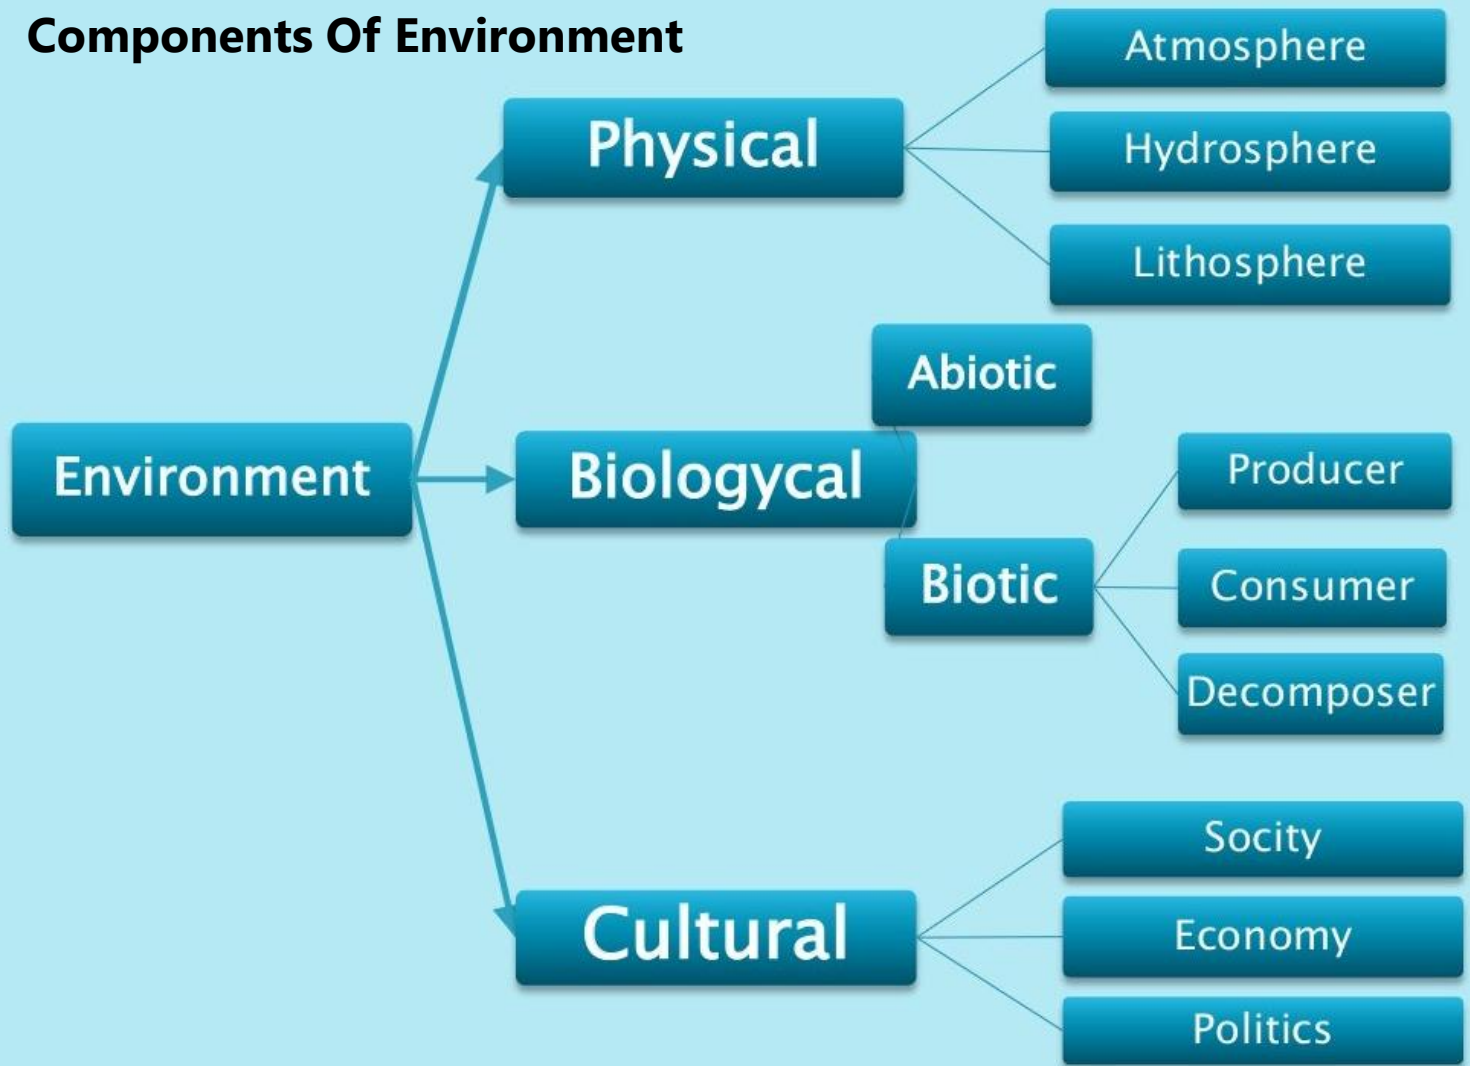 Components Of Environment
Environment
Physical
Atmosphere
Hydrosphere
Lithosphere
Biologycal
Abiotic
Biotic
Producer
Consumer
Decomposer
Cultural
Socity
Economy
Politics